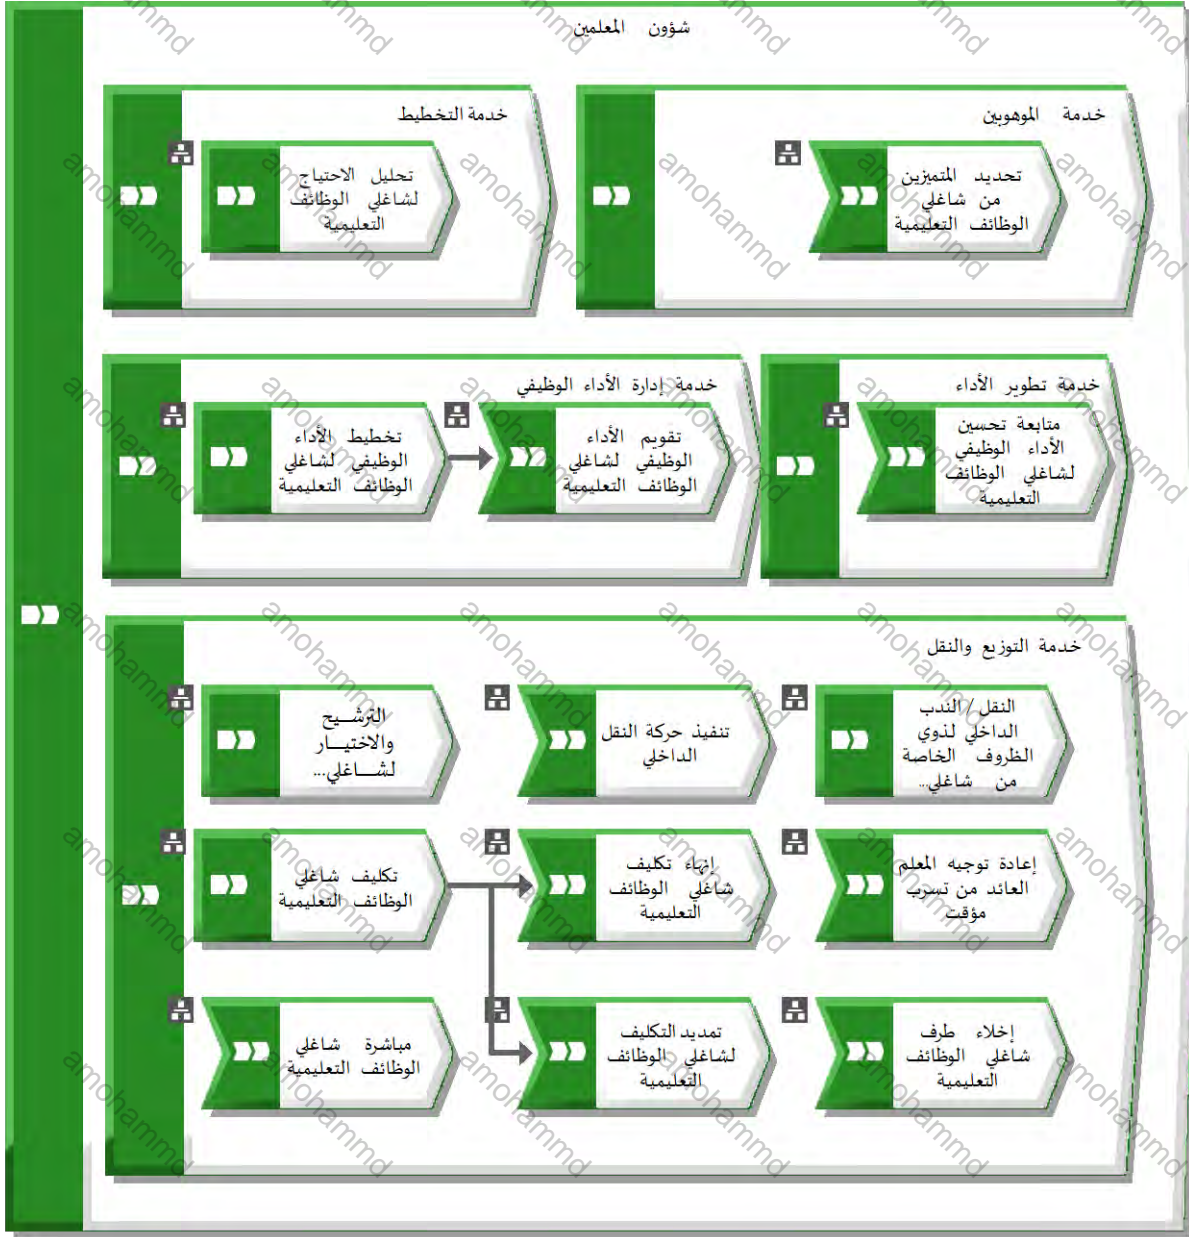 شؤون المعلمين
خدمة الموهوبين
تحديد المتميزين
من شاغلي
الوظائف التعليمية
خدمة التخطيط
تحليل الاحتياج
لشاغلي الوظائف
التعليمية
خدمة تطوير الأداء
متابعة تحسين
الأداء الوظيفي
لشاغلي الوظائف
التعليمية
خدمة إدارة الأداء الوظيفي
تقويم الأداء
الوظيفي لشاغلي
الوظائف التعليمية
تخطيط الأداء
الوظيفي لشاغلي
الوظائف التعليمية
خدمة التوزيع والنقل
النقل/ الندب
الداخلي لذوي
الظروف الخاصة
من شاغلي...
تنفيذ حركة النقل
الداخلي
الترشــيح
والاختيــار
لشــــاغلي...
إعادة توجيه المعلم
العائد من تسرب
مؤقت
إنهاء تكليف
شاغلي الوظائف
التعليمية
تكليف شاغلي
الوظائف التعليمية
إخلاء طرف
شاغلي الوظائف
التعليمية
تمديد التكليف
لشاغلي الوظائف
التعليمية
مباشرة شاغلي
الوظائف التعليمية
amohammd